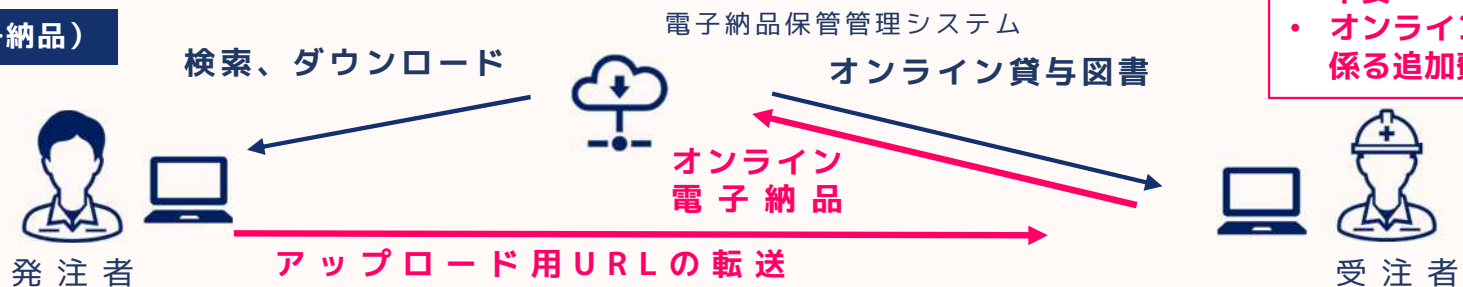 納品）
電子納品保管管理システム
検索、ダウンロード
オンライン貸与図書
• オンライン
係る追加
オンライン
電子納品
アップロード用URLの転送
発注者
受注者